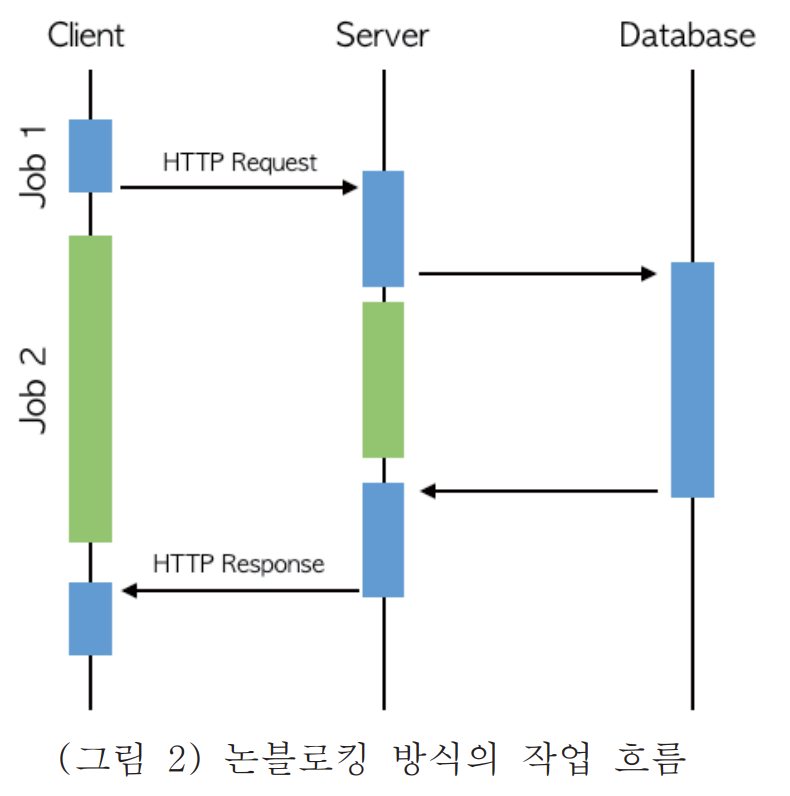 Client Server Database
Job 1
HTTP Request
Job 2
HTTP Response
(그림 2) 논블로킹 방식의 작업 흐름